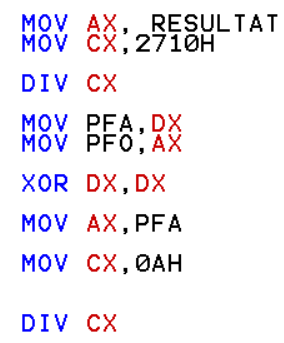 MOV AX, RESULTAT
MOV CX,2710H
DIV CX
MOV PFA,DX
MOV PFO,AX
XOR DX,DX
MOV AX,PFA
MOV CX,0AH
DIV CX